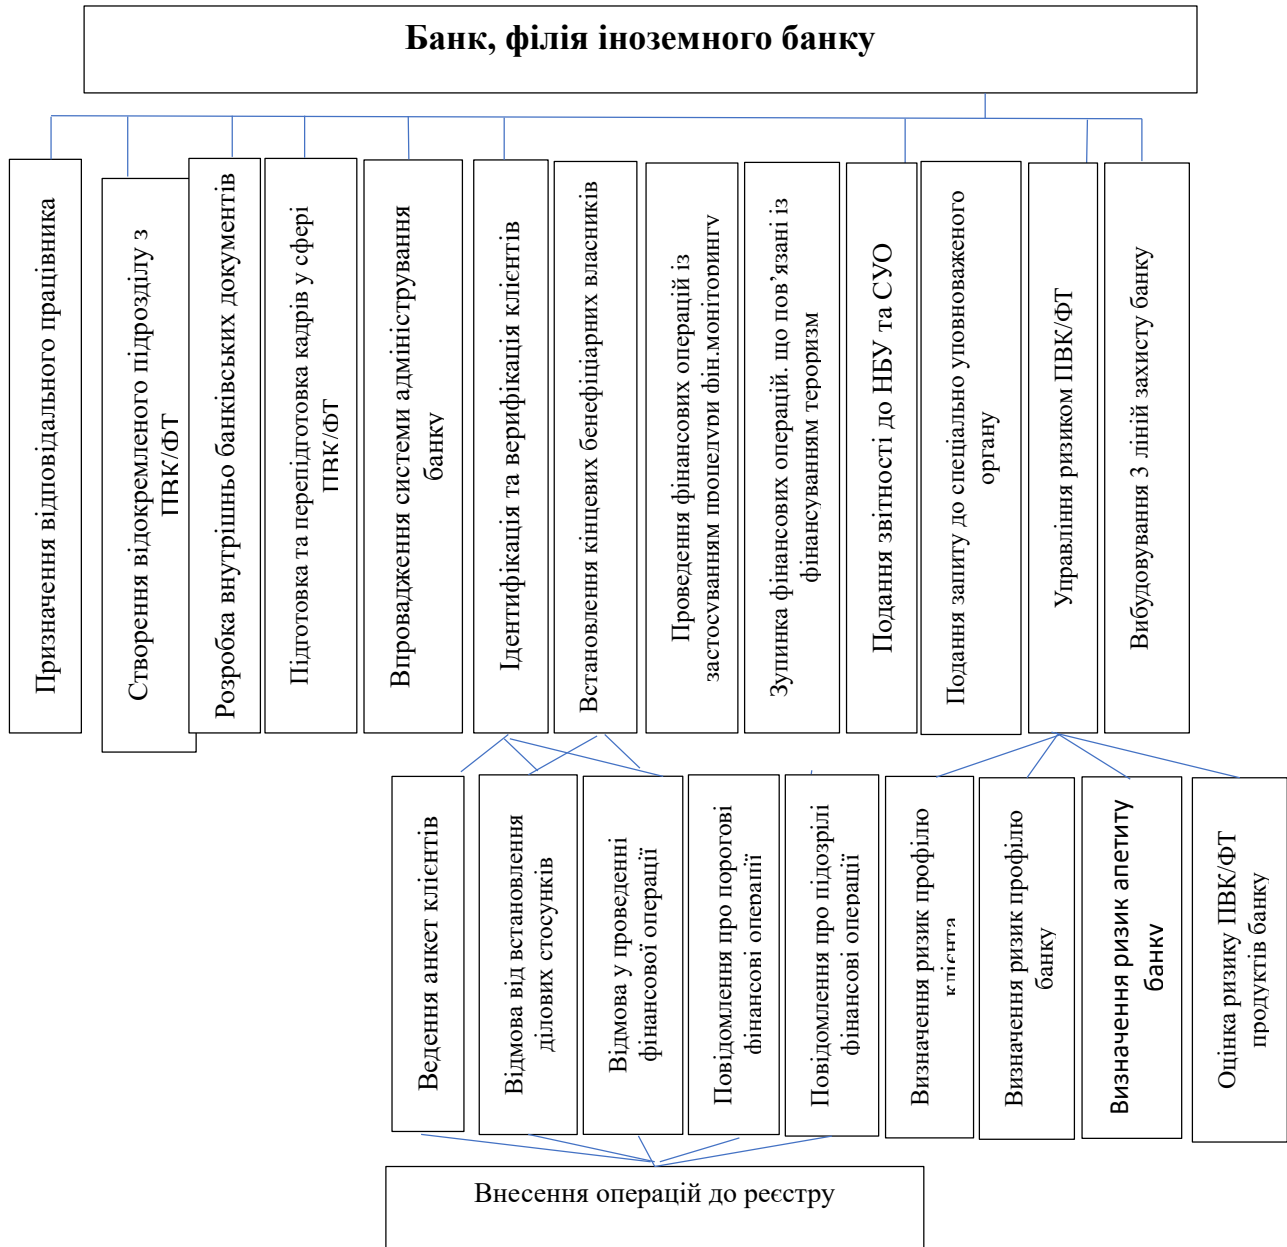 Банк, філія іноземного банку
Призначення відповідального працівника
Створення відокремленого підрозділу з
ПВК/ФТ
Розробка внутрішньо банківських документів
Підготовка та перепідготовка кадрів у сфері
ПВК/ФТ
Впровадження системи адміністрування
банку
Ідентифікація та верифікація клієнтів
Встановлення кінцевих бенефіціарних власників
Проведення фінансових операцій із
застосуванням процедури фін.моніторингу
Зупинка фінансових операцій, що пов’язані із
фінансуванням тероризм
Подання звітності до НБУ та СУО
Подання запиту до спеціально уповноваженого
органу
Управління ризиком ПВК/ФТ
Вибудовування 3 ліній захисту банку
Ведення анкет клієнтів
Відмова від встановлення
ділових стосунків
Відмова у проведенні
фінансової операції
Повідомлення про порогові
фінансові операції
Повідомлення про підозрілі
фінансові операції
Визначення ризик профілю
клієнта
Визначення ризик профілю
банку
Визначення ризик апетиту
банку
Оцінка ризику ПВК/ФТ
продуктів банку
Внесення операцій до реєстру